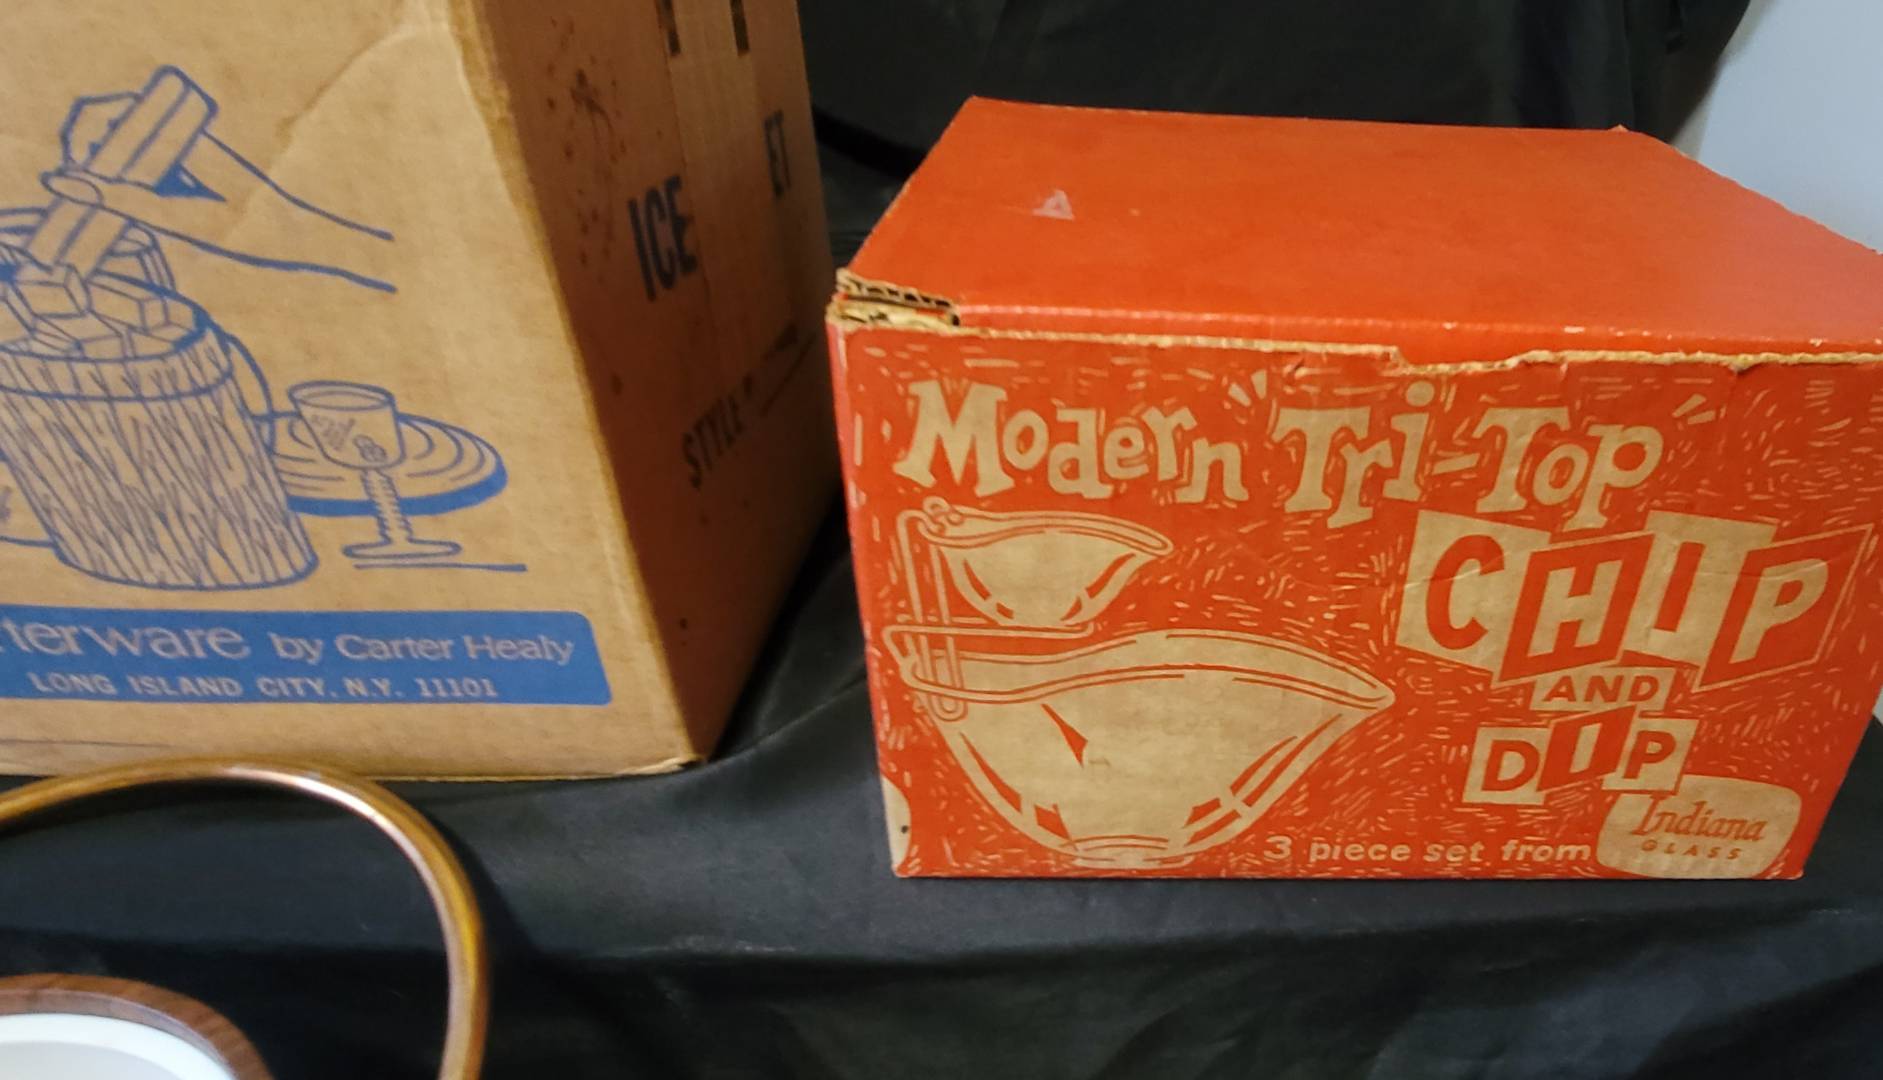 ICE
ET
STYLE
terware by Carter Healy
LONG ISLAND CITY, N.Y. 11101
Modern "Tri-Top"
CHIP
AND
DIP
3 piece set from
Indiana
GLASS